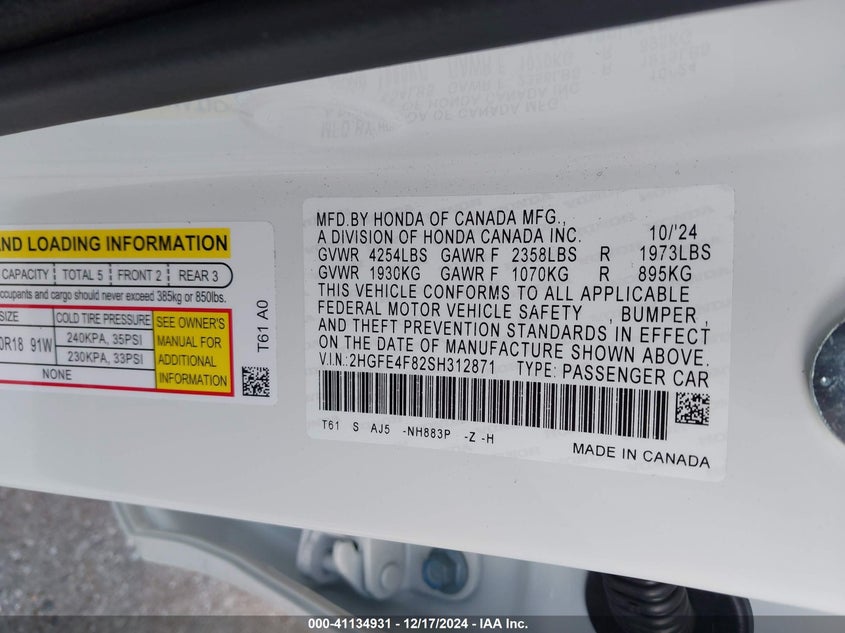 AND LOADING INFORMATION
CAPACITY TOTAL 5 FRONT 2 REAR 3
occupants and cargo should never exceed 385kg or 850lbs.
SIZE COLD TIRE PRESSURE SEE OWNER'S
MANUAL FOR
ADDITIONAL
INFORMATION
0R18 91W 240KPA, 35PSI
230KPA, 33PSI
NONE
T61 A0
MFD.BY HONDA OF CANADA MFG.,
A DIVISION OF HONDA CANADA INC. 10/'24
GVWR 4254LBS GAWR F 2358LBS R 1973LBS
GVWR 1930KG GAWR F 1070KG R 895KG
THIS VEHICLE CONFORMS TO ALL APPLICABLE
FEDERAL MOTOR VEHICLE SAFETY , BUMPER ,
AND THEFT PREVENTION STANDARDS IN EFFECT
ON THE DATE OF MANUFACTURE SHOWN ABOVE.
V.I.N.:2HGFE4F82SH312871 TYPE: PASSENGER CAR
T61 S AJ5 -NH883P -Z -H
MADE IN CANADA
000-41134931 - 12/17/2024 - IAA Inc.